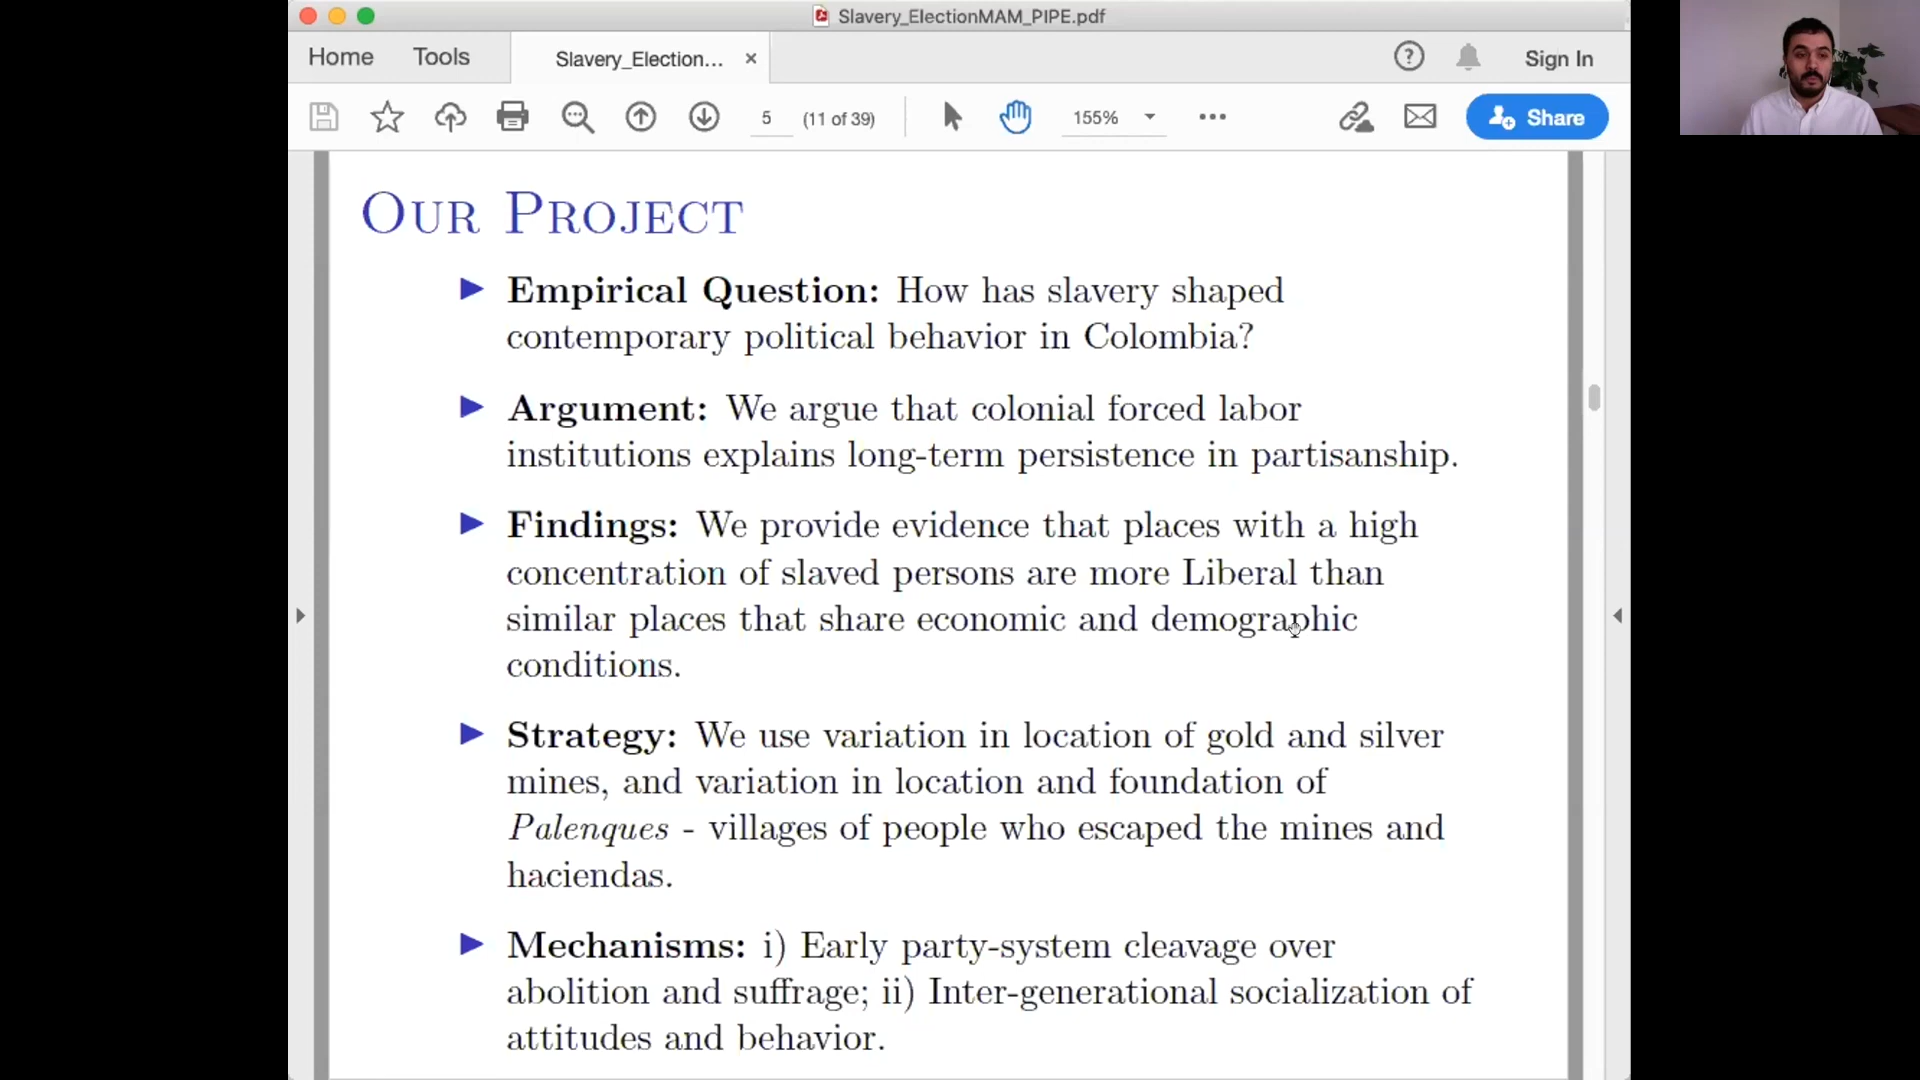 Slavery_ElectionMAM_PIPE.pdf
Home Tools Slavery_Election... × ? Sign In
5 (11 of 39) 155% Share
OUR PROJECT
Empirical Question: How has slavery shaped
contemporary political behavior in Colombia?
Argument: We argue that colonial forced labor
institutions explains long-term persistence in partisanship.
Findings: We provide evidence that places with a high
concentration of slaved persons are more Liberal than
similar places that share economic and demographic
conditions.
Strategy: We use variation in location of gold and silver
mines, and variation in location and foundation of
Palenques - villages of people who escaped the mines and
haciendas.
Mechanisms: i) Early party-system cleavage over
abolition and suffrage; ii) Inter-generational socialization of
attitudes and behavior.